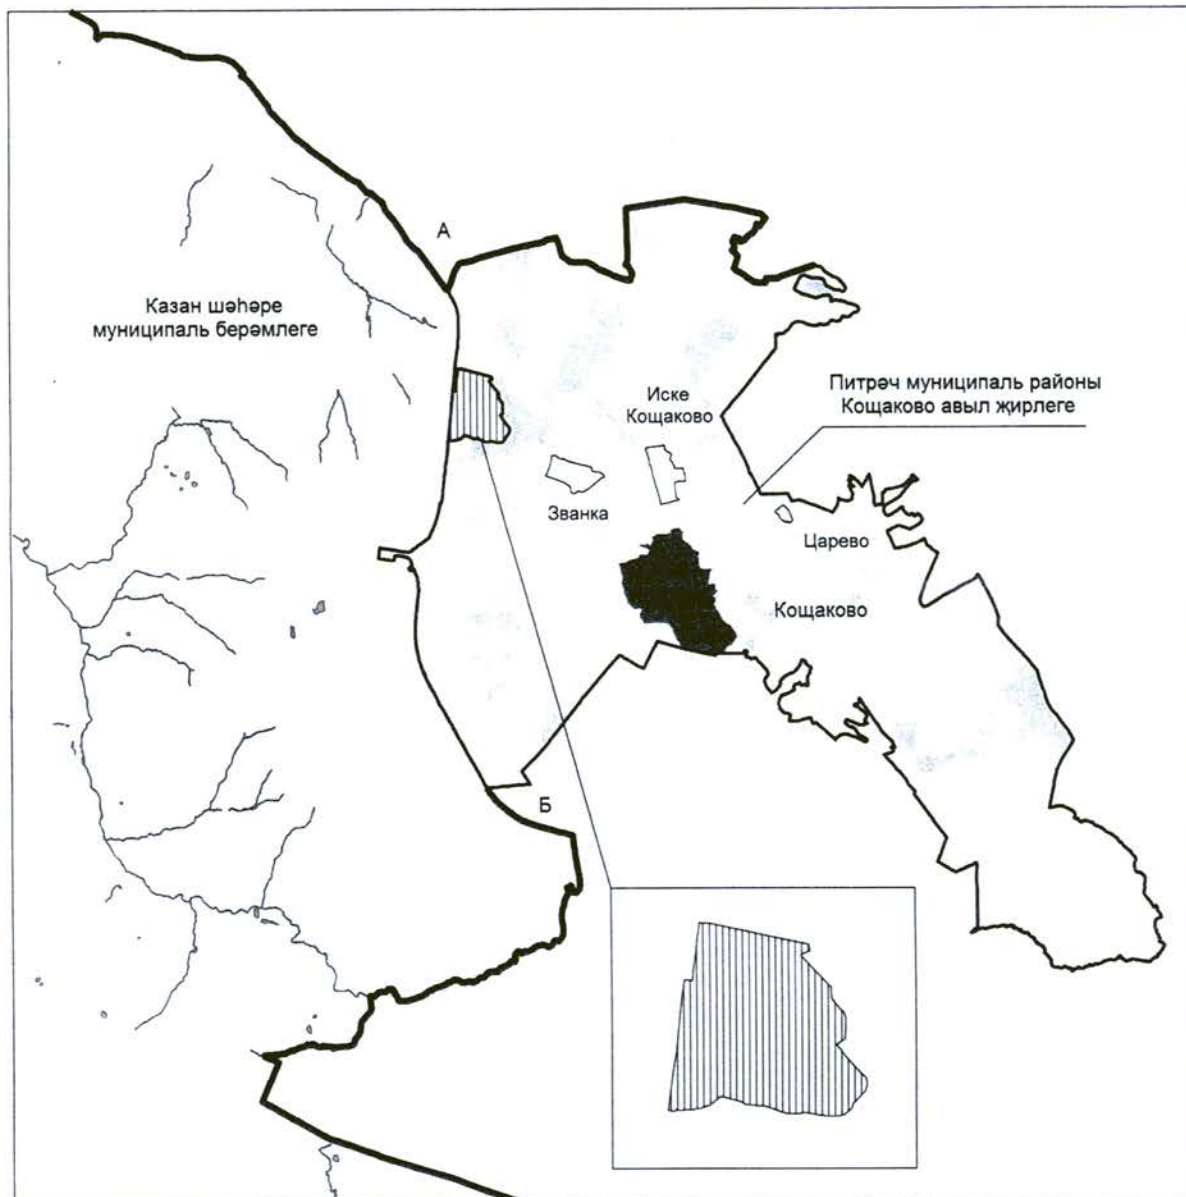 А
Казан шәһәре
муниципаль берәмлеге
Иске
Кощаково
Питрәч муниципаль районы
Кощаково авыл җирлеге
Званка
Царево
Кощаково
Б